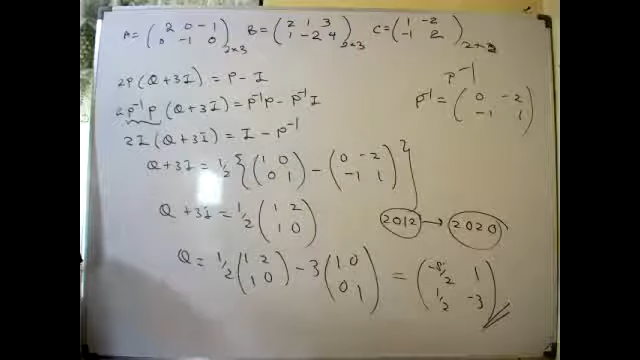 A = (2 0 -1 / 0 -1 0)2×3 B = (2 1 3 / 1 -2 4)2×3 C = (1 -2 / -1 2)2×2
2P(Q+3I) = P - I
P^-1
2P^-1P(Q+3I) = P^-1P - P^-1I
P^-1 = (0 -2 / -1 1)
2I(Q+3I) = I - P^-1
Q+3I = 1/2 {(1 0 / 0 1) - (0 -2 / -1 1)}
Q+3I = 1/2 (1 2 / 1 0)
2012 → 2020
Q = 1/2 (1 2 / 1 0) - 3 (1 0 / 0 1) = (-5/2 1 / 1/2 -3)